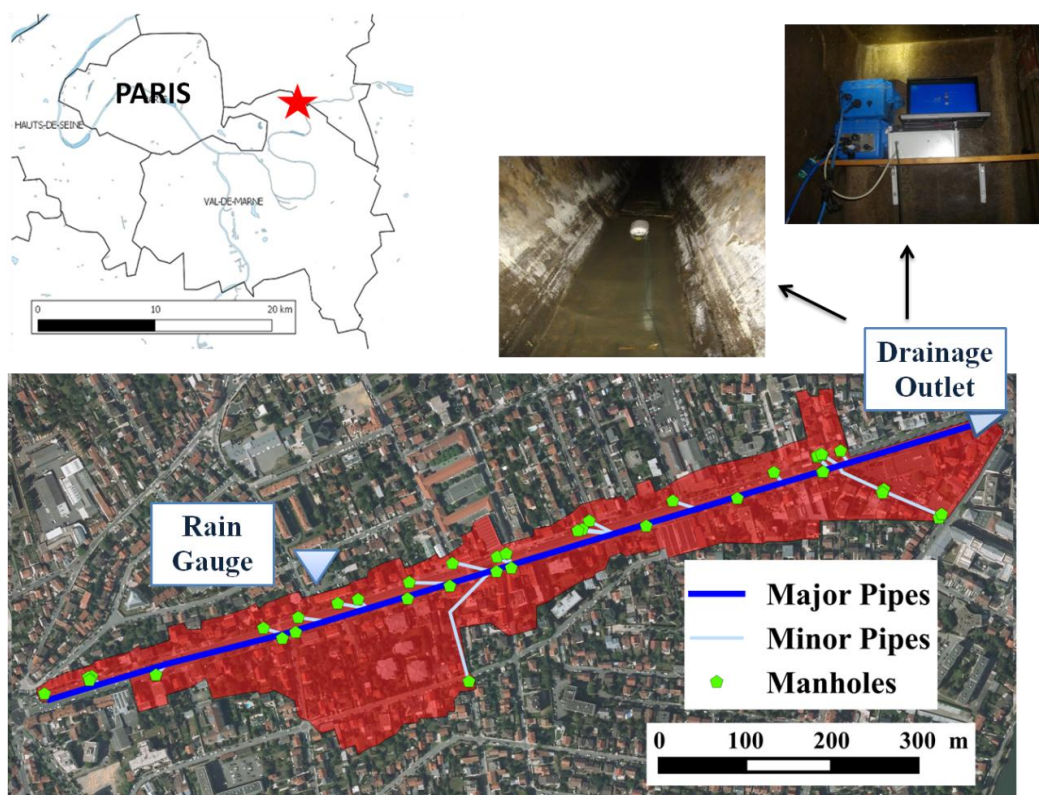 PARIS
HAUTS-DE-SEINE
VAL-DE-MARNE
0 10 20 km
Drainage
Outlet
Rain
Gauge
Major Pipes
Minor Pipes
Manholes
0 100 200 300 m